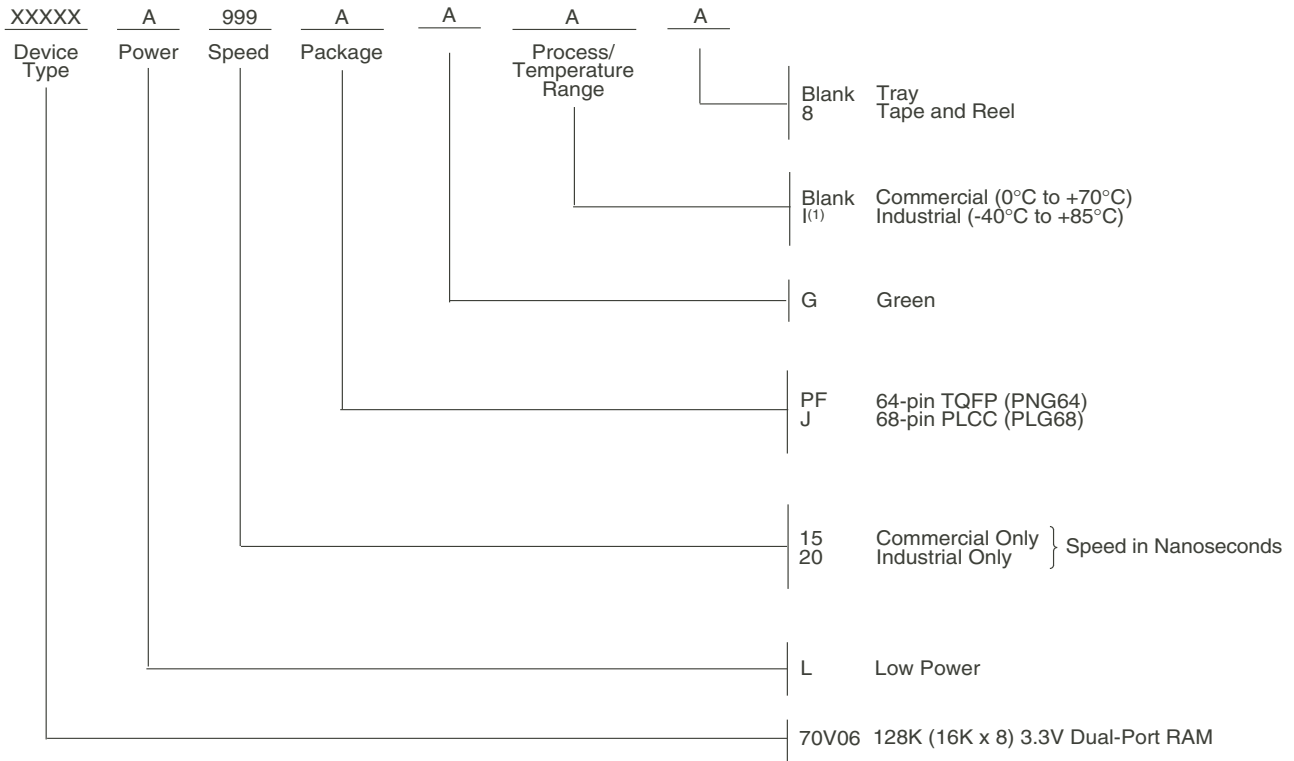 XXXXX A 999 A A A A
Device Type
Power
Speed
Package
Process/
Temperature
Range
Blank Tray
8 Tape and Reel
Blank Commercial (0°C to +70°C)
I(1) Industrial (-40°C to +85°C)
G Green
PF 64-pin TQFP (PNG64)
J 68-pin PLCC (PLG68)
15 Commercial Only
20 Industrial Only
Speed in Nanoseconds
L Low Power
70V06 128K (16K x 8) 3.3V Dual-Port RAM